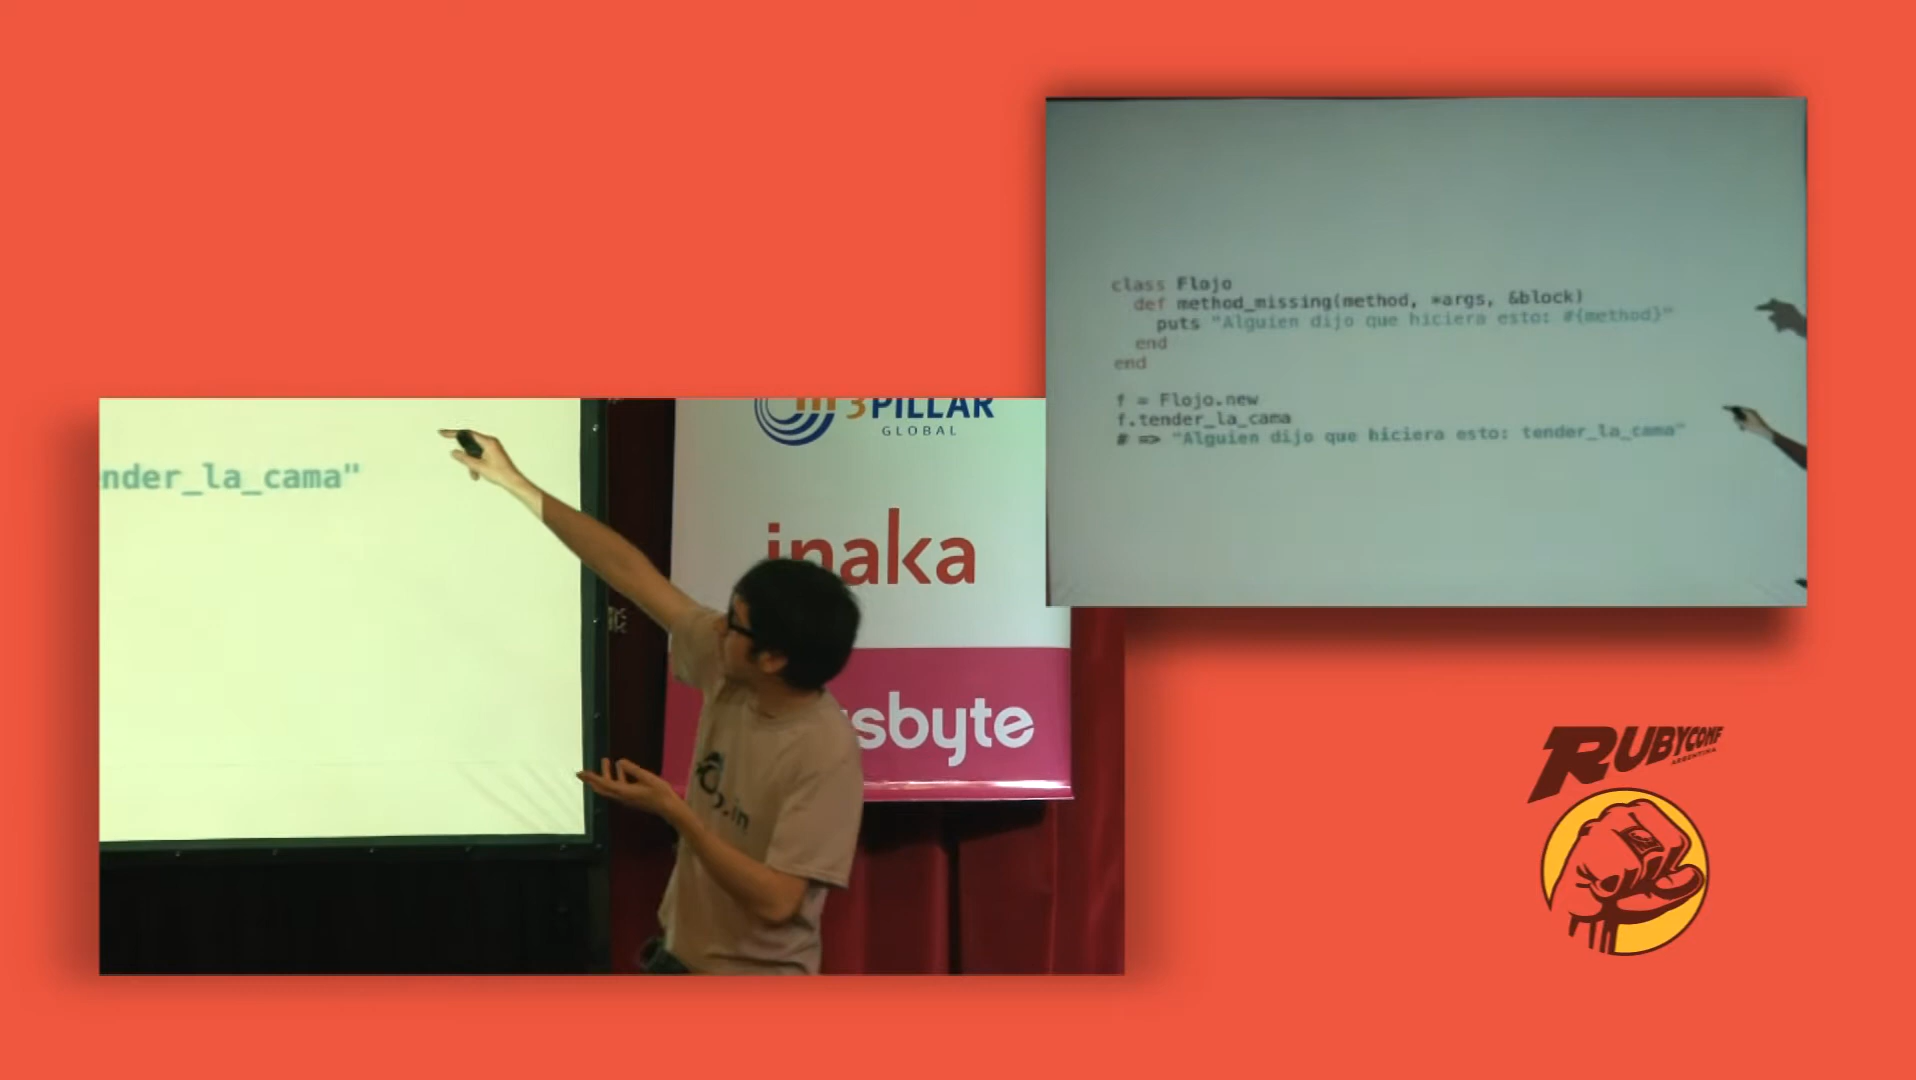 class Flojo
def method_missing(method, *args, &block)
puts "Alguien dijo que hiciera esto: #{method}"
end
end
f = Flojo.new
f.tender_la_cama
# => "Alguien dijo que hiciera esto: tender_la_cama"
nder_la_cama"
3PILLAR
GLOBAL
inaka
sbyte
.in
RUBYCONF
ARGENTINA